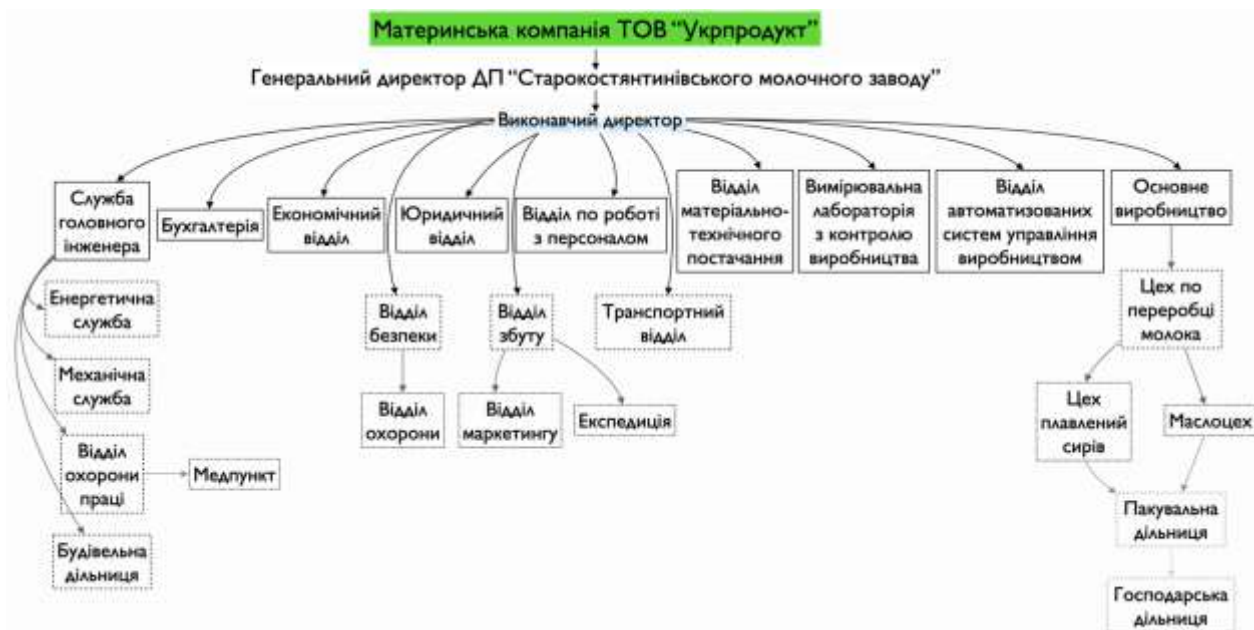 Материнська компанія ТОВ “Укрпродукт”
Генеральний директор ДП “Старокостянтинівського молочного заводу”
Виконавчий директор
Служба
головного
інженера
Бухгалтерія
Економічний
відділ
Юридичний
відділ
Відділ по роботі
з персоналом
Відділ
матеріально-
технічного
постачання
Вимірювальна
лабораторія
з контролю
виробництва
Відділ
автоматизованих
систем управління
виробництвом
Основне
виробництво
Енергетична
служба
Відділ
безпеки
Відділ
збуту
Транспортний
відділ
Цех по
переробці
молока
Механічна
служба
Відділ
охорони
Відділ
маркетингу
Експедиція
Цех
плавлений
сирів
Маслоцех
Відділ
охорони
праці
Медпункт
Пакувальна
дільниця
Будівельна
дільниця
Господарська
дільниця